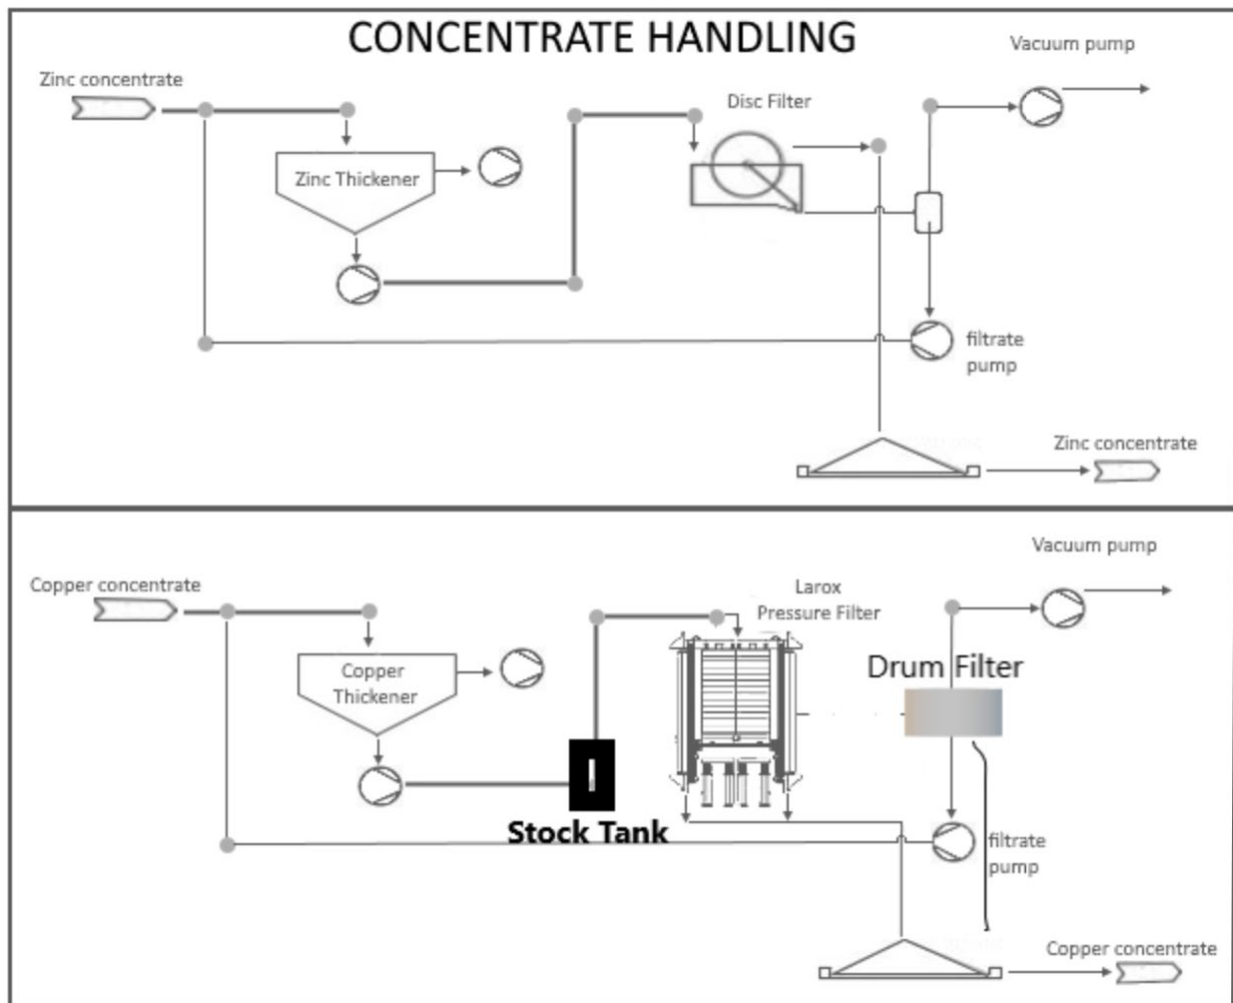 CONCENTRATE HANDLING
Vacuum pump
Zinc concentrate
Disc Filter
Zinc Thickener
filtrate
pump
Zinc concentrate
Vacuum pump
Copper concentrate
Larox
Pressure Filter
Drum Filter
Copper
Thickener
Stock Tank
filtrate
pump
Copper concentrate